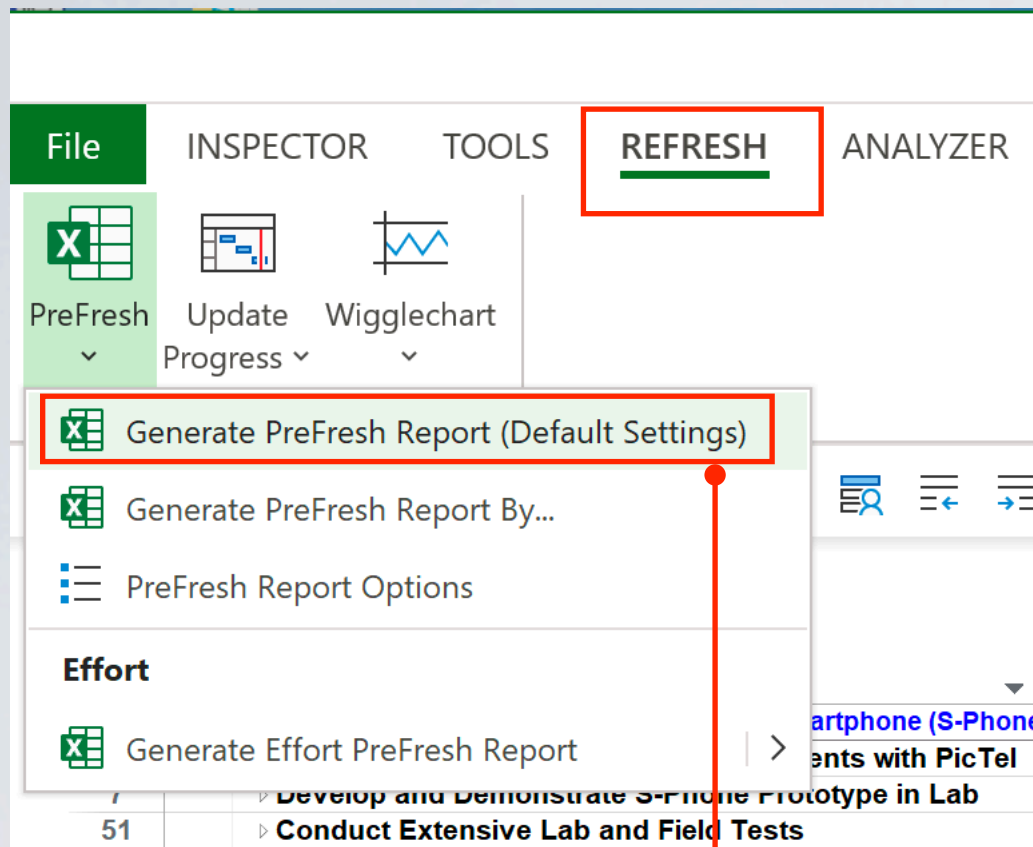 File INSPECTOR TOOLS REFRESH ANALYZER
PreFresh Update Wigglechart
Progress
Generate PreFresh Report (Default Settings)
Generate PreFresh Report By...
PreFresh Report Options
Effort
Generate Effort PreFresh Report
artphone (S-Phone
ents with PicTel
7 Develop and Demonstrate S-Phone Prototype in Lab
51 Conduct Extensive Lab and Field Tests